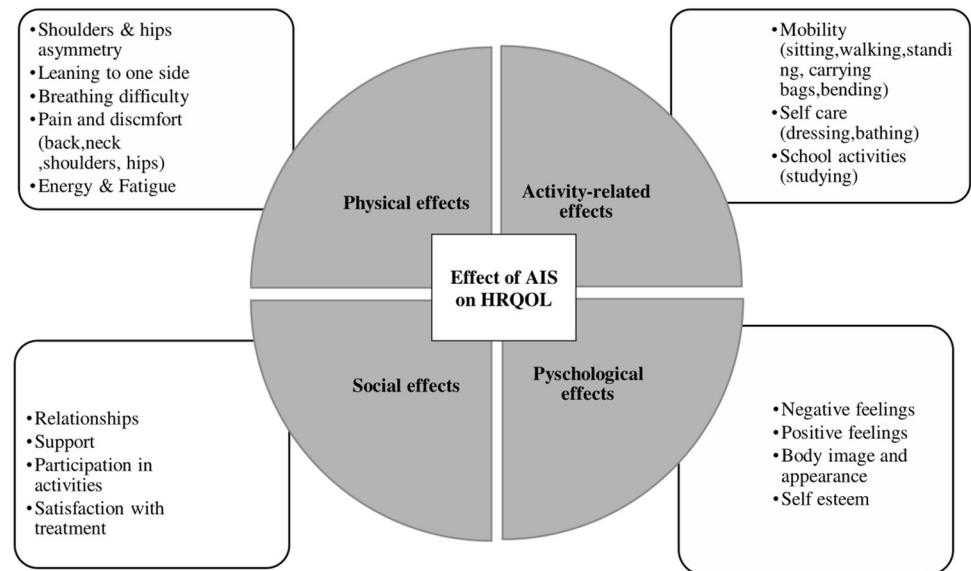 •Shoulders & hips
asymmetry
•Leaning to one side
•Breathing difficulty
•Pain and discmfort
(back,neck
,shoulders, hips)
•Energy & Fatigue
•Mobility
(sitting,walking,standi
ng, carrying
bags,bending)
•Self care
(dressing,bathing)
•School activities
(studying)
Physical effects
Activity-related
effects
Effect of AIS
on HRQOL
Social effects
Pyschological
effects
•Relationships
•Support
•Participation in
activities
•Satisfaction with
treatment
•Negative feelings
•Positive feelings
•Body image and
appearance
•Self esteem